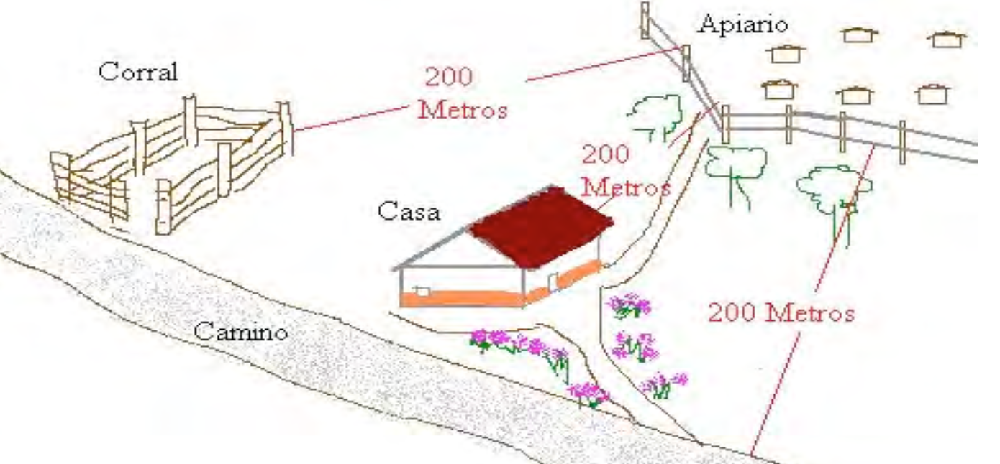 Apiario
Corral
200
Metros
200
Metros
Casa
200 Metros
Camino